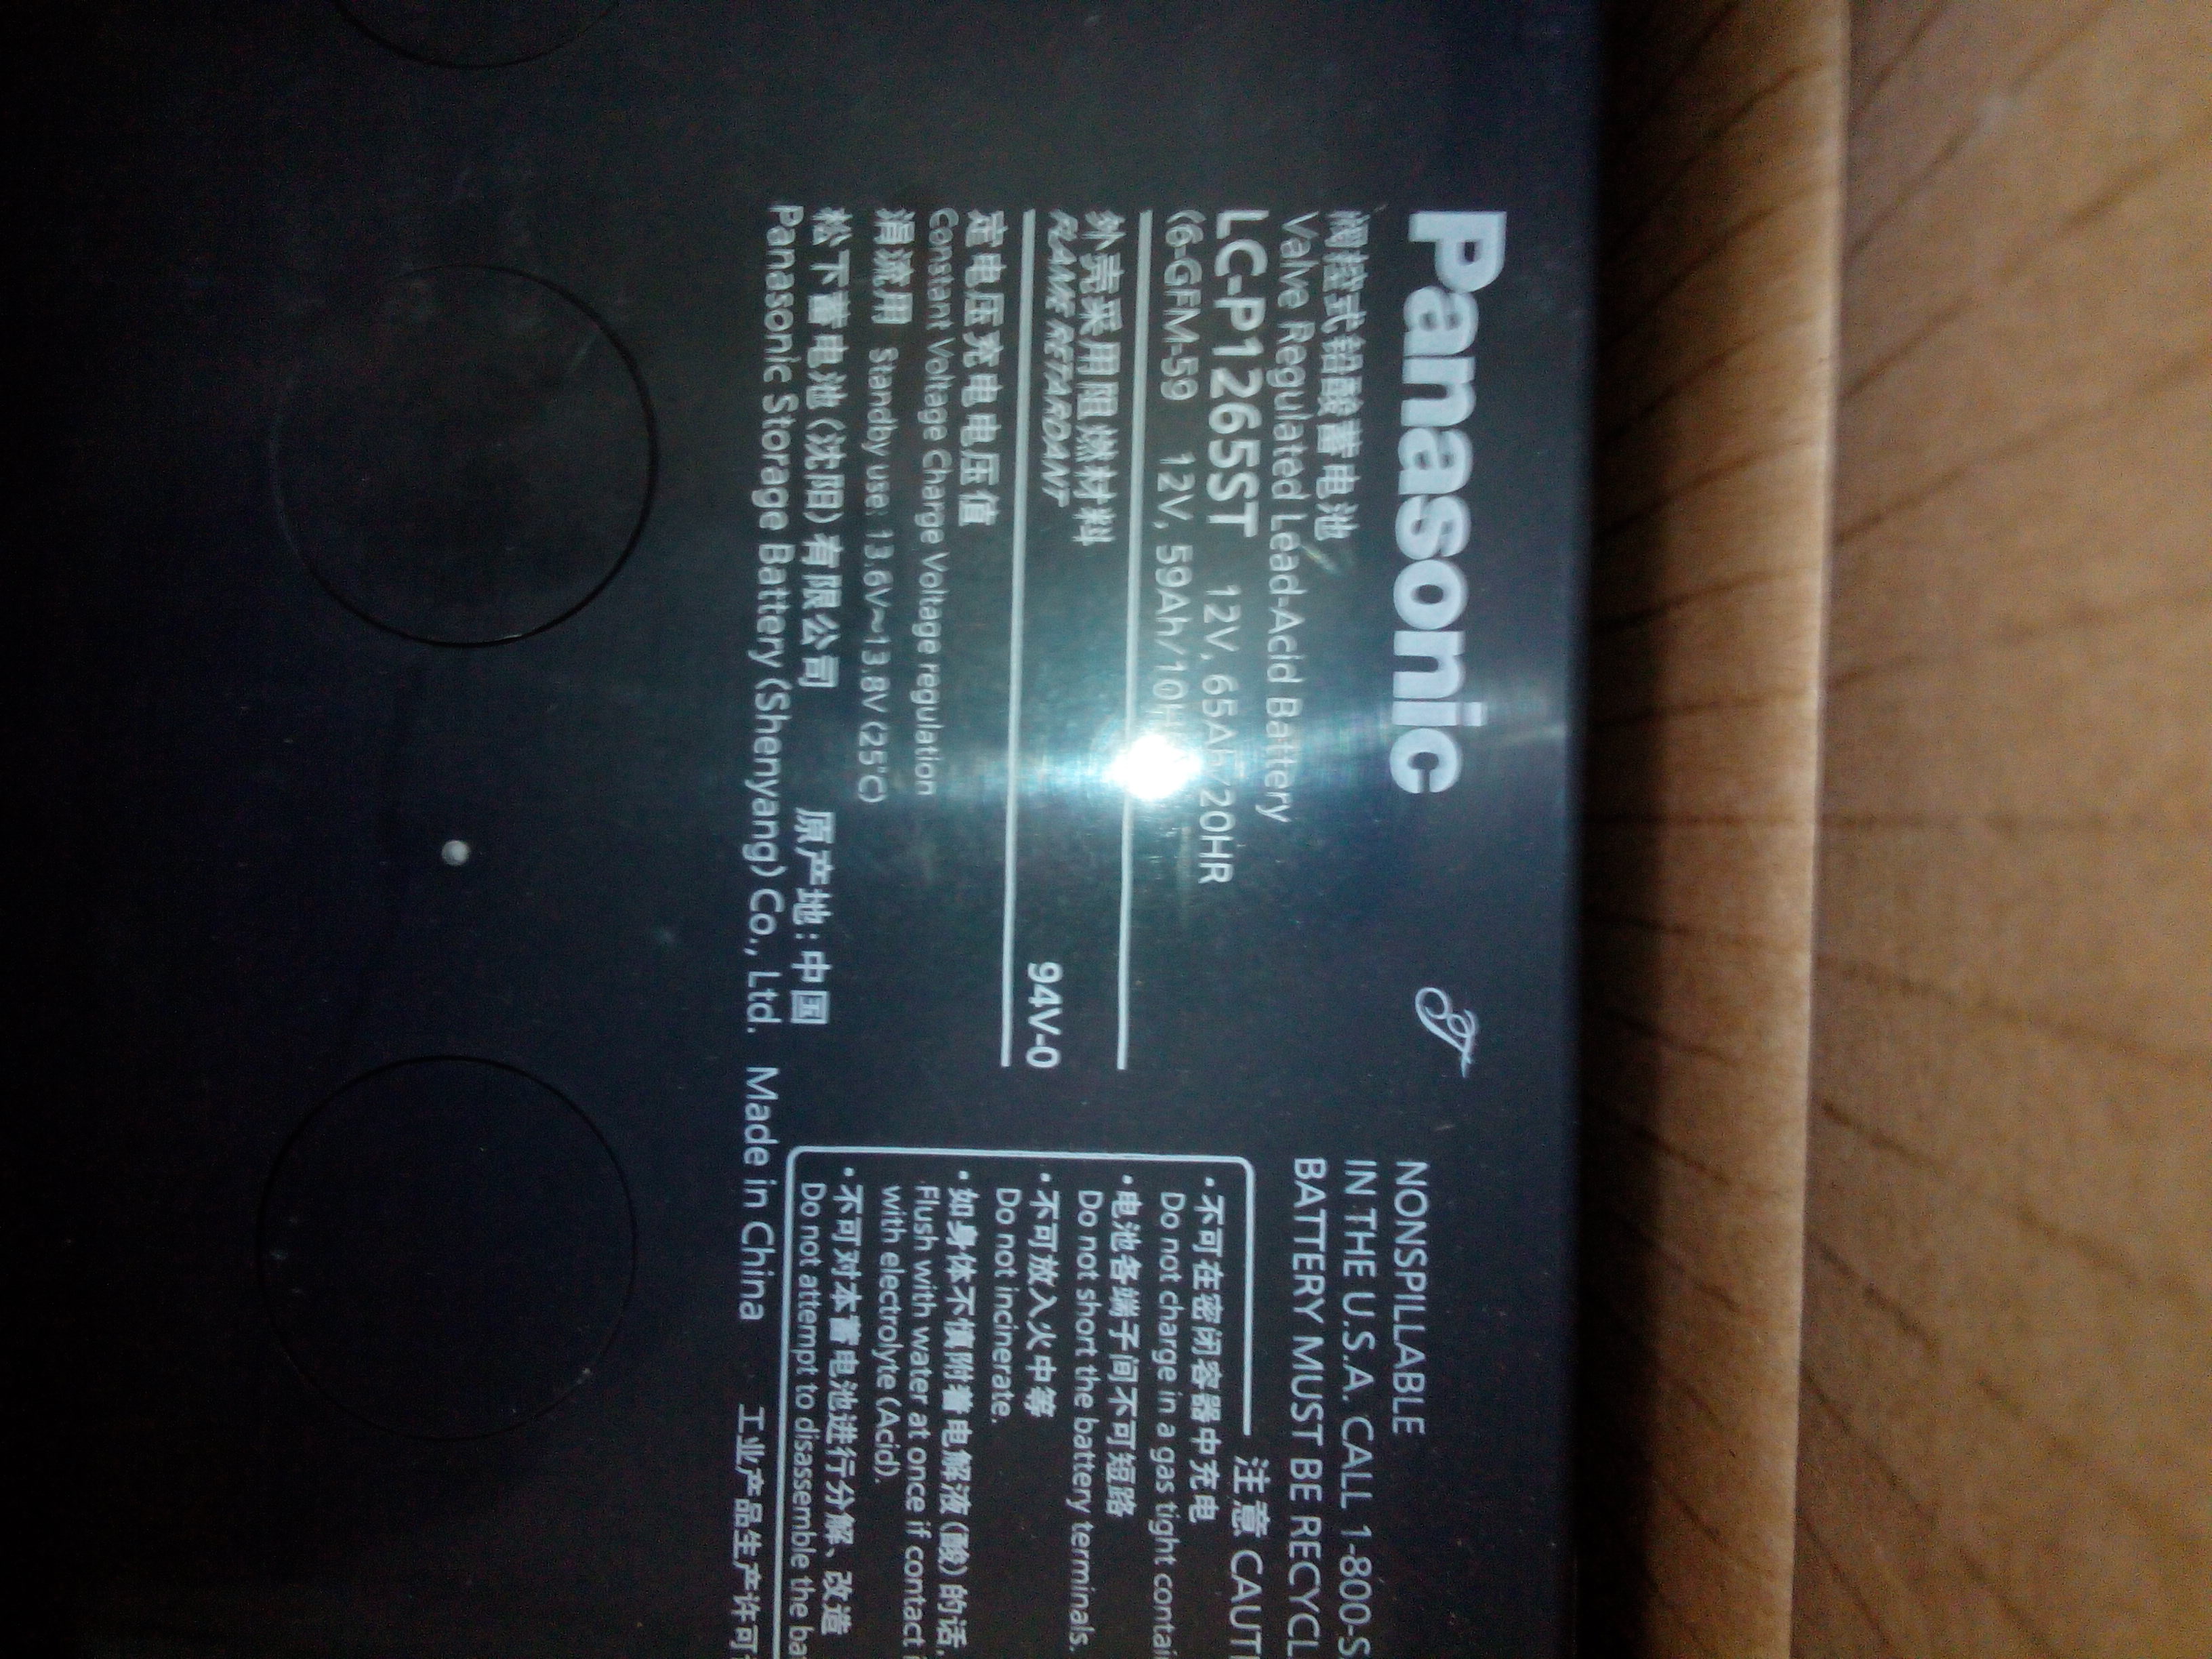 Panasonic
阀控式铅酸蓄电池
Valve Regulated Lead-Acid Battery
LC-P1265ST 12V, 65Ah/20HR
(6-GFM-59 12V, 59Ah/10H
外壳采用阻燃材料
FLAME RETARDANT 94V-0
定电压充电电压值
Constant Voltage Charge Voltage regulation
涓流用 Standby use: 13.6V~13.8V (25°C)
松下蓄电池(沈阳)有限公司 原产地:中国
Panasonic Storage Battery (Shenyang) Co., Ltd. Made in China 工业产品生产许可
NONSPILLABLE
IN THE U.S.A. CALL 1-800-S
BATTERY MUST BE RECYCL
注意 CAUTI
・不可在密闭容器中充电
Do not charge in a gas tight contai
・电池各端子间不可短路
Do not short the battery terminals.
・不可放入火中等
Do not incinerate.
・如身体不慎附着电解液(酸)的话,
Flush with water at once if contact
with electrolyte (Acid).
・不可对本蓄电池进行分解、改造
Do not attempt to disassemble the ba